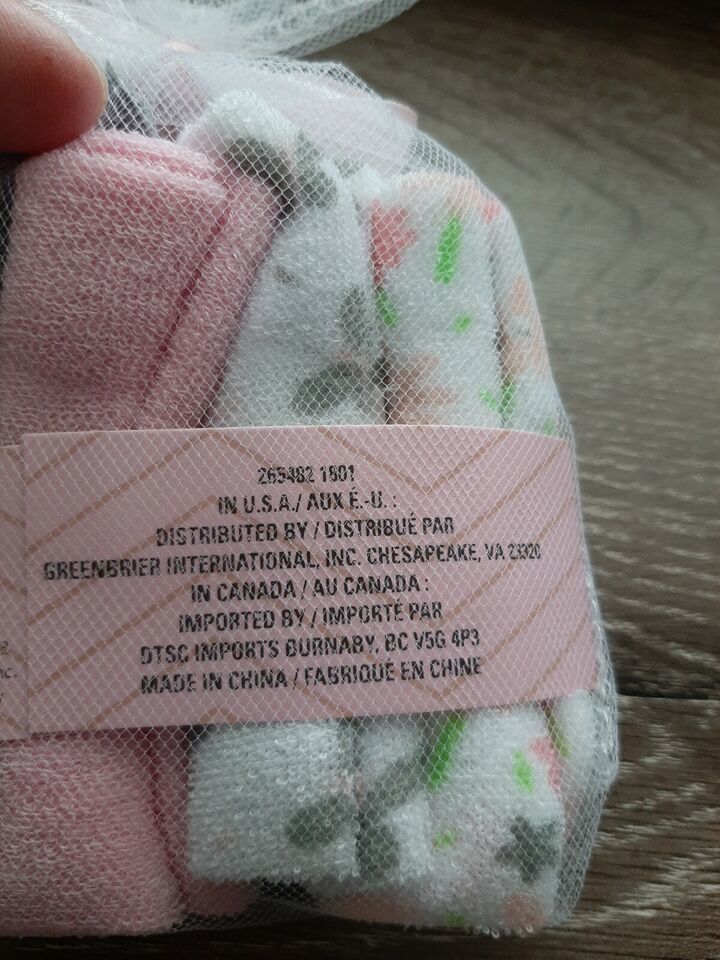 265482 1801
IN U.S.A./ AUX É.-U. :
DISTRIBUTED BY / DISTRIBUÉ PAR
GREENBRIER INTERNATIONAL, INC. CHESAPEAKE, VA 23320
IN CANADA / AU CANADA :
IMPORTED BY / IMPORTÉ PAR
DTSC IMPORTS BURNABY, BC V5G 4P3
MADE IN CHINA / FABRIQUÉ EN CHINE